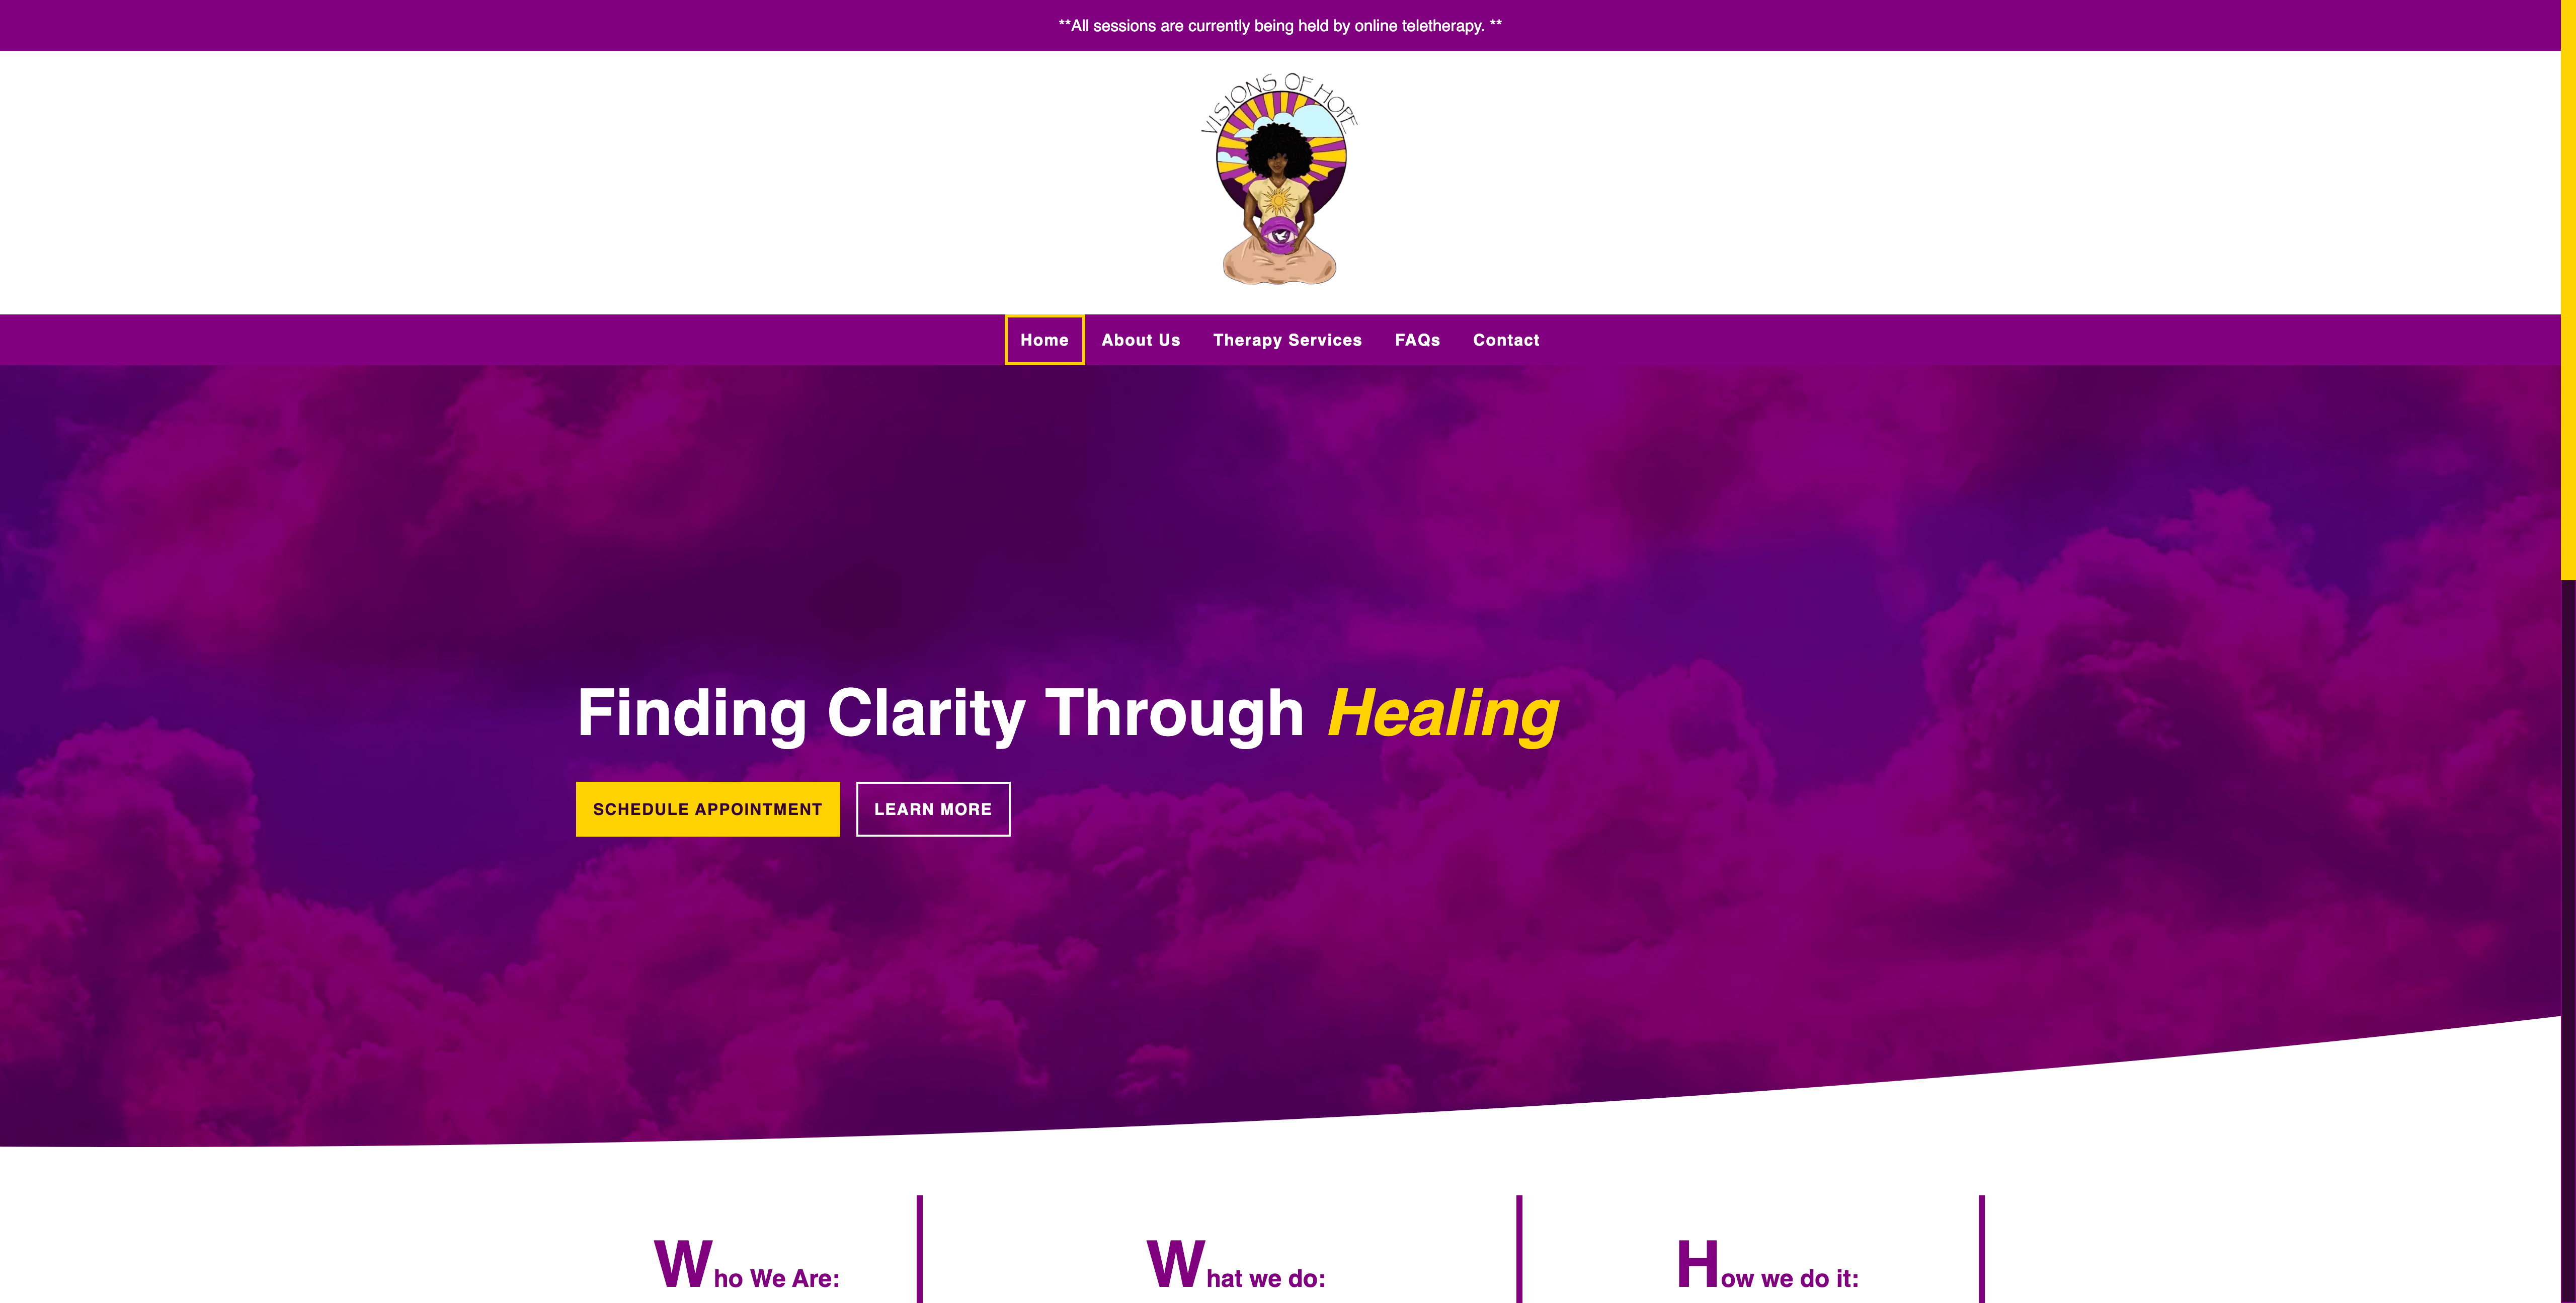 **All sessions are currently being held by online teletherapy. **
VISIONS OF HOPE
Home About Us Therapy Services FAQs Contact
Finding Clarity Through Healing
SCHEDULE APPOINTMENT LEARN MORE
Who We Are: What we do: How we do it: